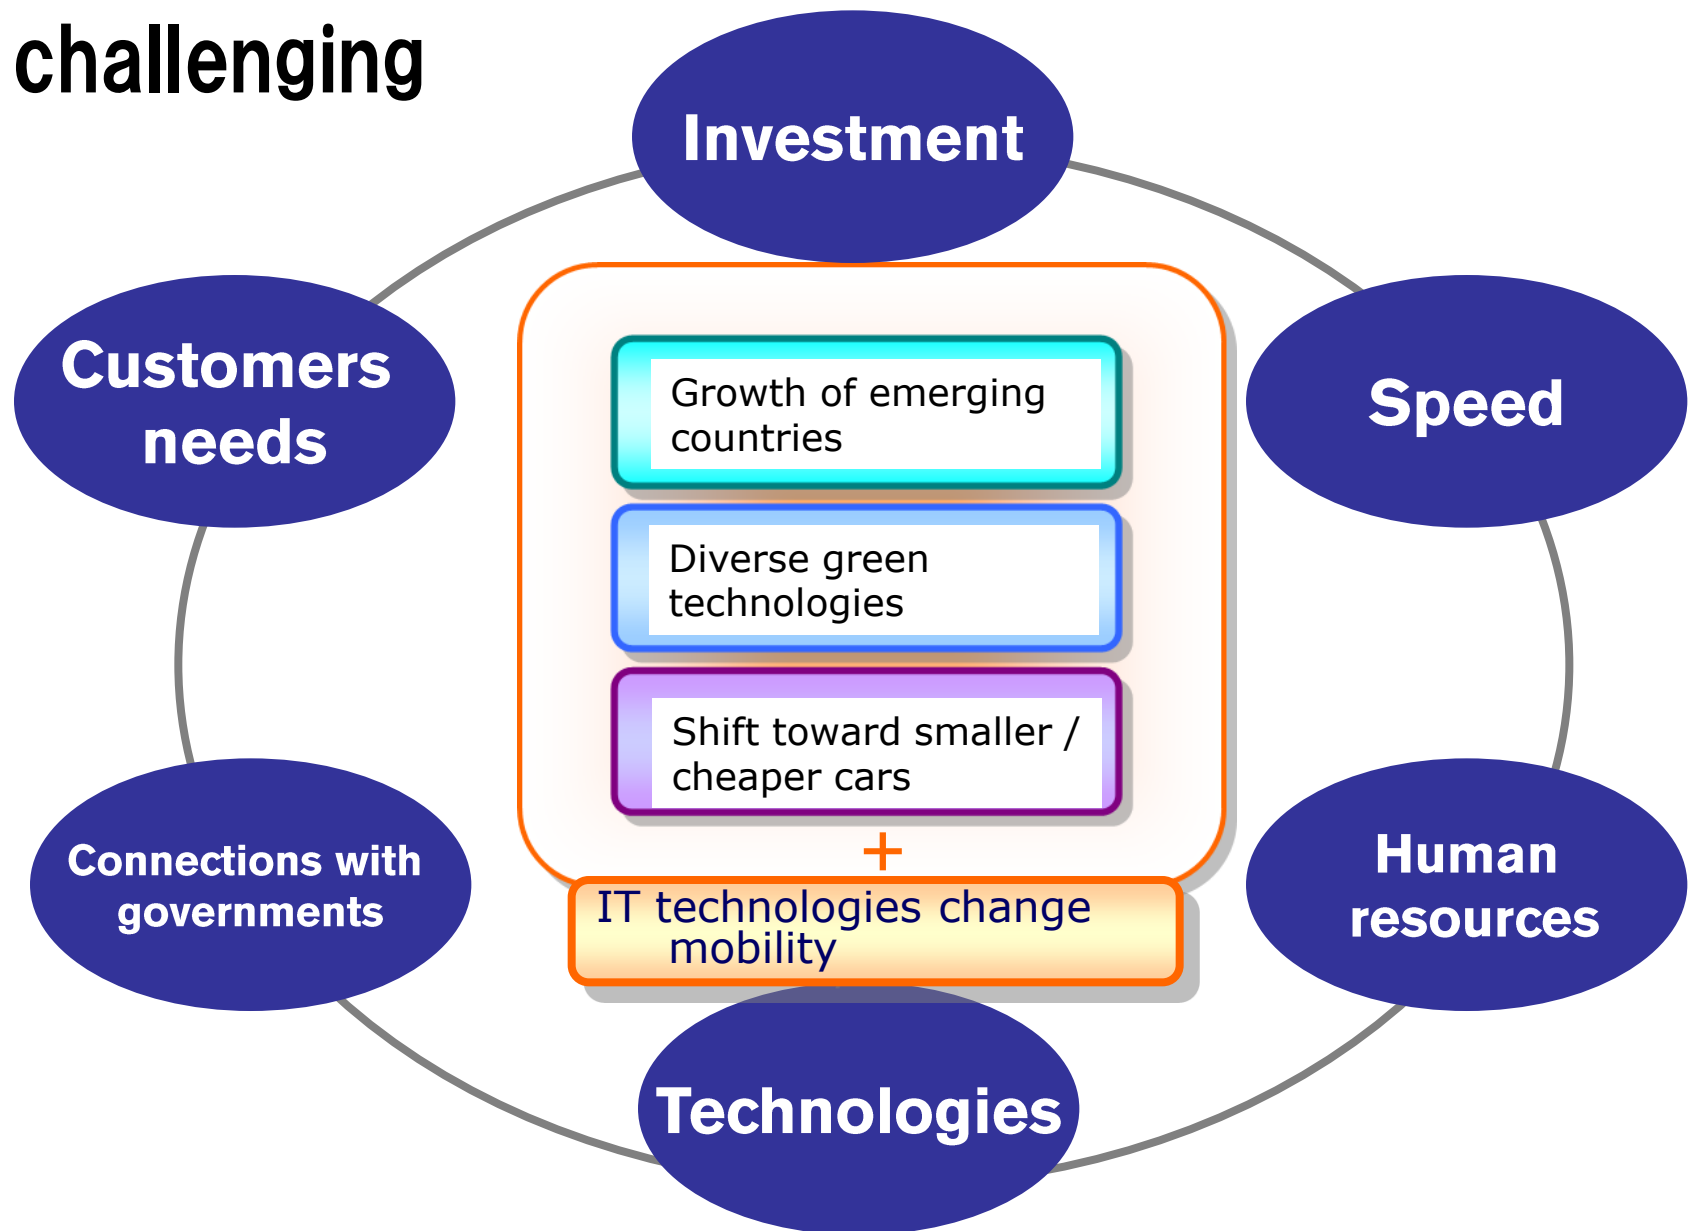 challenging
Investment
Customers
needs
Speed
Growth of emerging
countries
Diverse green
technologies
Shift toward smaller /
cheaper cars
+
IT technologies change
mobility
Connections with
governments
Human
resources
Technologies